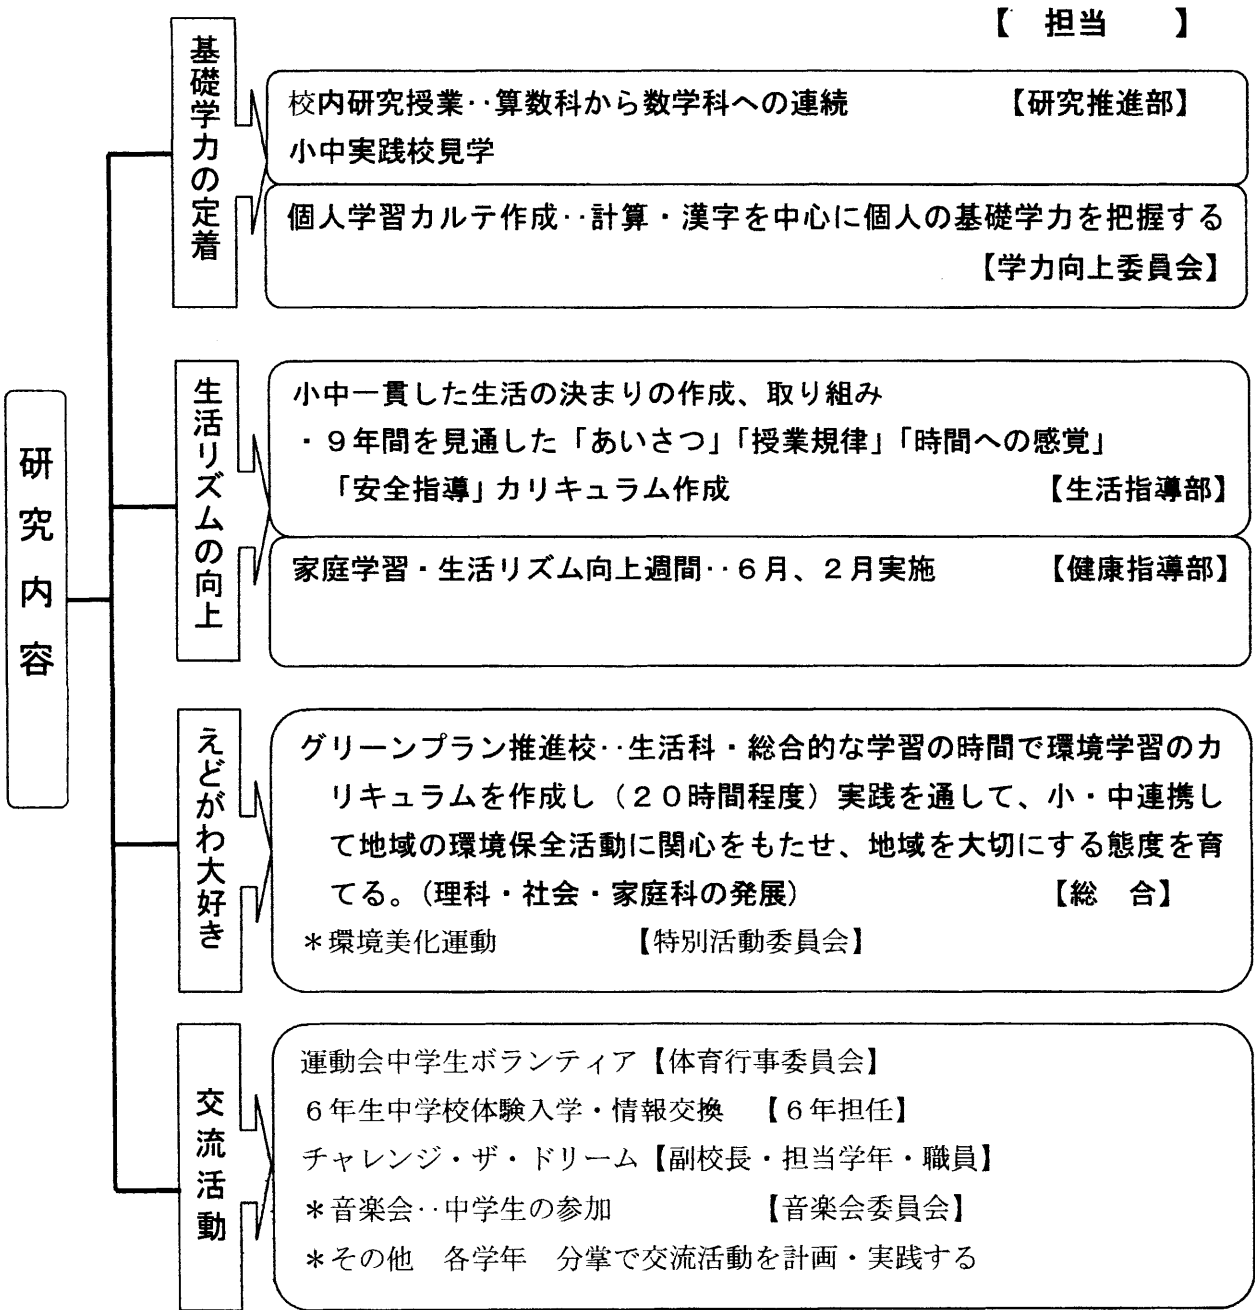 【　担当　　】
研究内容
基礎学力の定着
校内研究授業‥算数科から数学科への連続　【研究推進部】
小中実践校見学
個人学習カルテ作成‥計算・漢字を中心に個人の基礎学力を把握する
【学力向上委員会】
生活リズムの向上
小中一貫した生活の決まりの作成、取り組み
・９年間を見通した「あいさつ」「授業規律」「時間への感覚」
「安全指導」カリキュラム作成　【生活指導部】
家庭学習・生活リズム向上週間‥６月、２月実施　【健康指導部】
えどがわ大好き
グリーンプラン推進校‥生活科・総合的な学習の時間で環境学習のカ
リキュラムを作成し（２０時間程度）実践を通して、小・中連携し
て地域の環境保全活動に関心をもたせ、地域を大切にする態度を育
てる。（理科・社会・家庭科の発展）　【総　合】
＊環境美化運動　【特別活動委員会】
交流活動
運動会中学生ボランティア【体育行事委員会】
６年生中学校体験入学・情報交換　【６年担任】
チャレンジ・ザ・ドリーム【副校長・担当学年・職員】
＊音楽会‥中学生の参加　【音楽会委員会】
＊その他　各学年　分掌で交流活動を計画・実践する